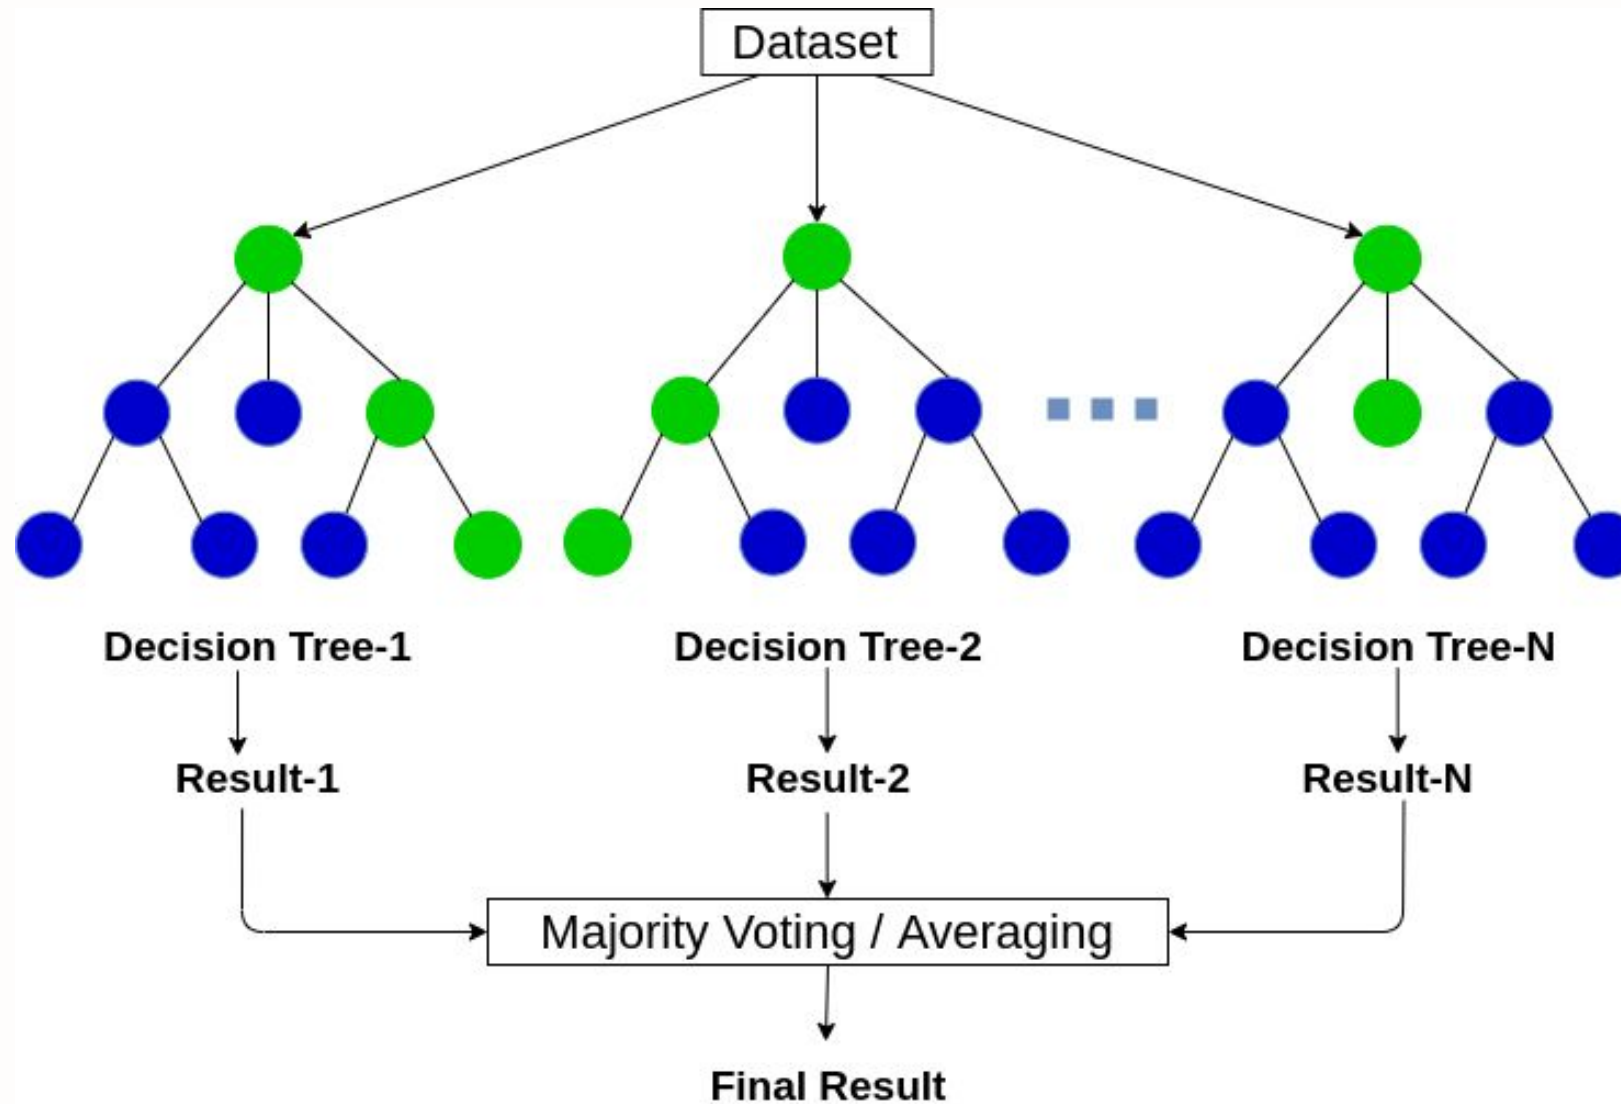 Dataset
Decision Tree-1
Decision Tree-2
Decision Tree-N
Result-1
Result-2
Result-N
Majority Voting / Averaging
Final Result